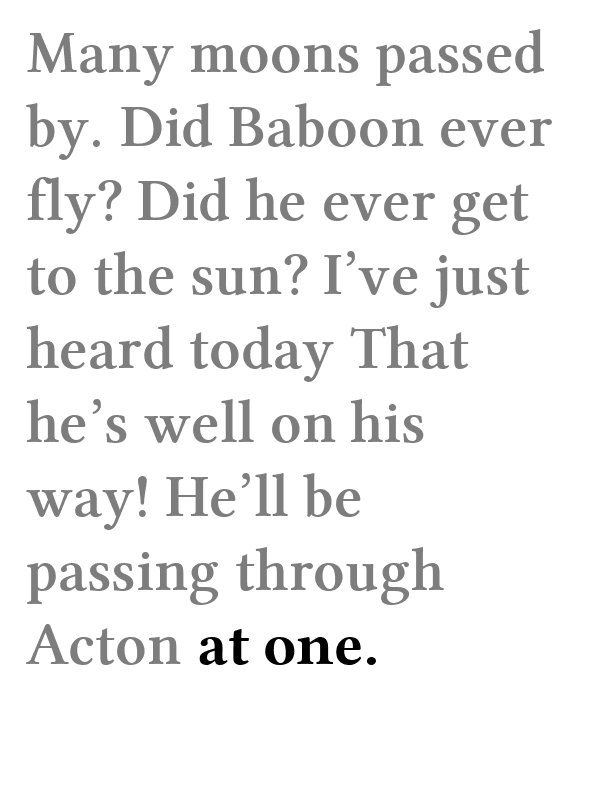 Many moons passed
by. Did Baboon ever
fly? Did he ever get
to the sun? I’ve just
heard today That
he’s well on his
way! He’ll be
passing through
Acton at one.